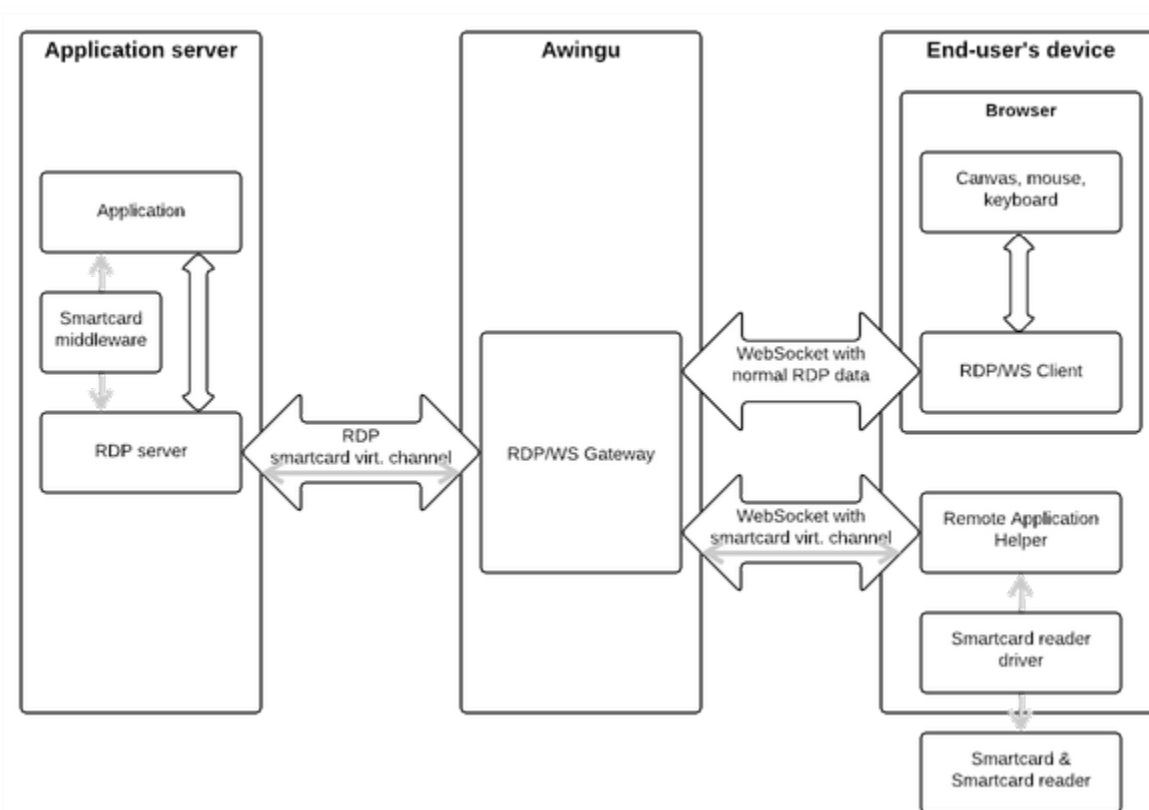 Application server
Application
Smartcard
middleware
RDP server
RDP
smartcard virt. channel
Awingu
RDP/WS Gateway
WebSocket with
normal RDP data
WebSocket with
smartcard virt. channel
End-user's device
Browser
Canvas, mouse,
keyboard
RDP/WS Client
Remote Application
Helper
Smartcard reader
driver
Smartcard &
Smartcard reader